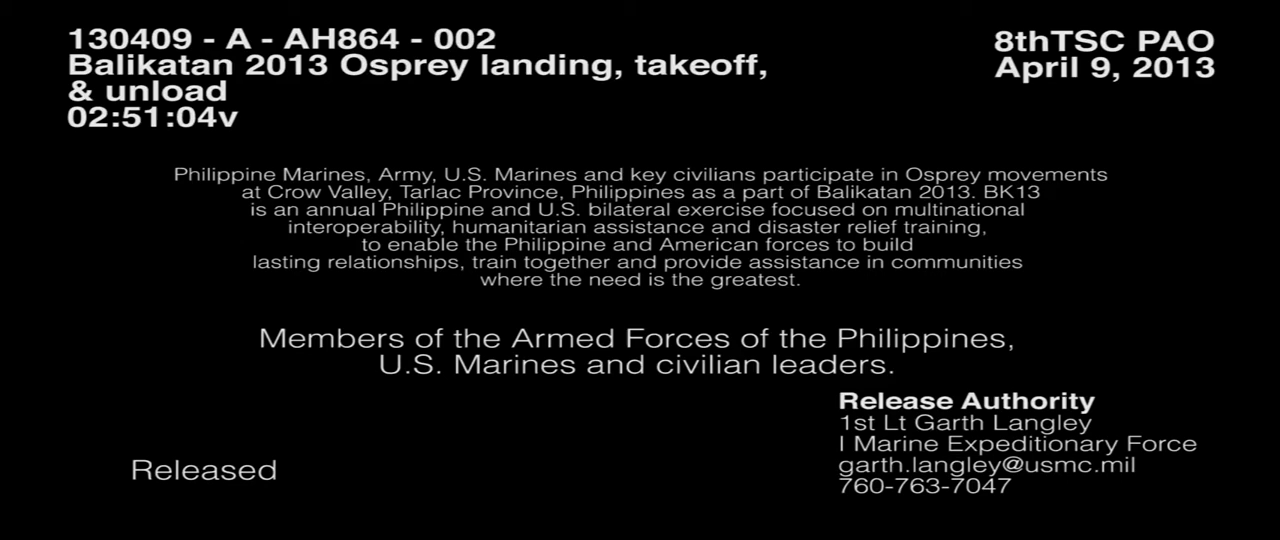 130409 - A - AH864 - 002
Balikatan 2013 Osprey landing, takeoff,
& unload
02:51:04v
8thTSC PAO
April 9, 2013
Philippine Marines, Army, U.S. Marines and key civilians participate in Osprey movements
at Crow Valley, Tarlac Province, Philippines as a part of Balikatan 2013. BK13
is an annual Philippine and U.S. bilateral exercise focused on multinational
interoperability, humanitarian assistance and disaster relief training,
to enable the Philippine and American forces to build
lasting relationships, train together and provide assistance in communities
where the need is the greatest.
Members of the Armed Forces of the Philippines,
U.S. Marines and civilian leaders.
Release Authority
1st Lt Garth Langley
I Marine Expeditionary Force
garth.langley@usmc.mil
760-763-7047
Released